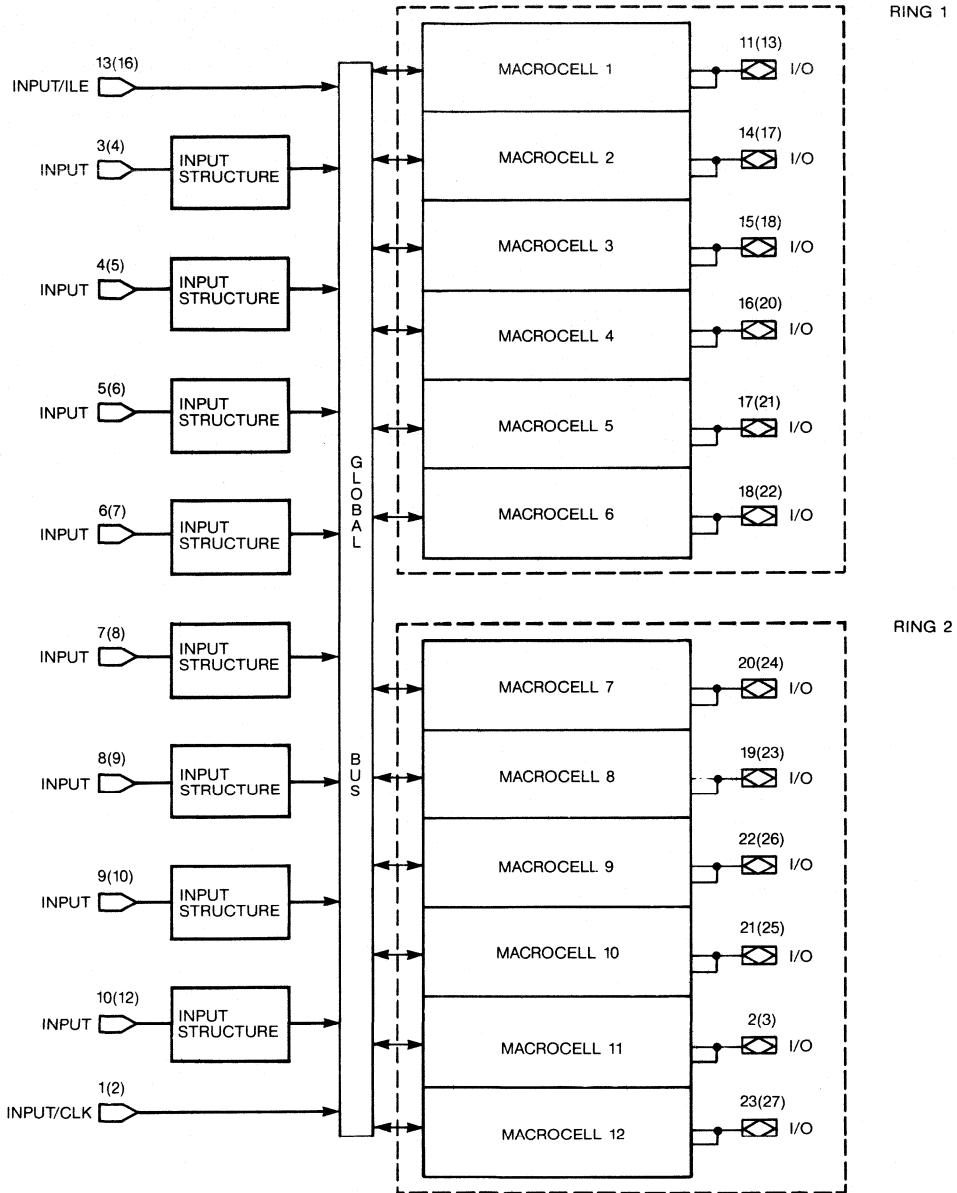 RING 1
13(16)
INPUT/ILE
3(4)
INPUT
INPUT
STRUCTURE
4(5)
INPUT
INPUT
STRUCTURE
5(6)
INPUT
INPUT
STRUCTURE
6(7)
INPUT
INPUT
STRUCTURE
7(8)
INPUT
INPUT
STRUCTURE
8(9)
INPUT
INPUT
STRUCTURE
9(10)
INPUT
INPUT
STRUCTURE
10(12)
INPUT
INPUT
STRUCTURE
1(2)
INPUT/CLK
GLOBAL
BUS
MACROCELL 1
11(13)
I/O
MACROCELL 2
14(17)
I/O
MACROCELL 3
15(18)
I/O
MACROCELL 4
16(20)
I/O
MACROCELL 5
17(21)
I/O
MACROCELL 6
18(22)
I/O
RING 2
MACROCELL 7
20(24)
I/O
MACROCELL 8
19(23)
I/O
MACROCELL 9
22(26)
I/O
MACROCELL 10
21(25)
I/O
MACROCELL 11
2(3)
I/O
MACROCELL 12
23(27)
I/O